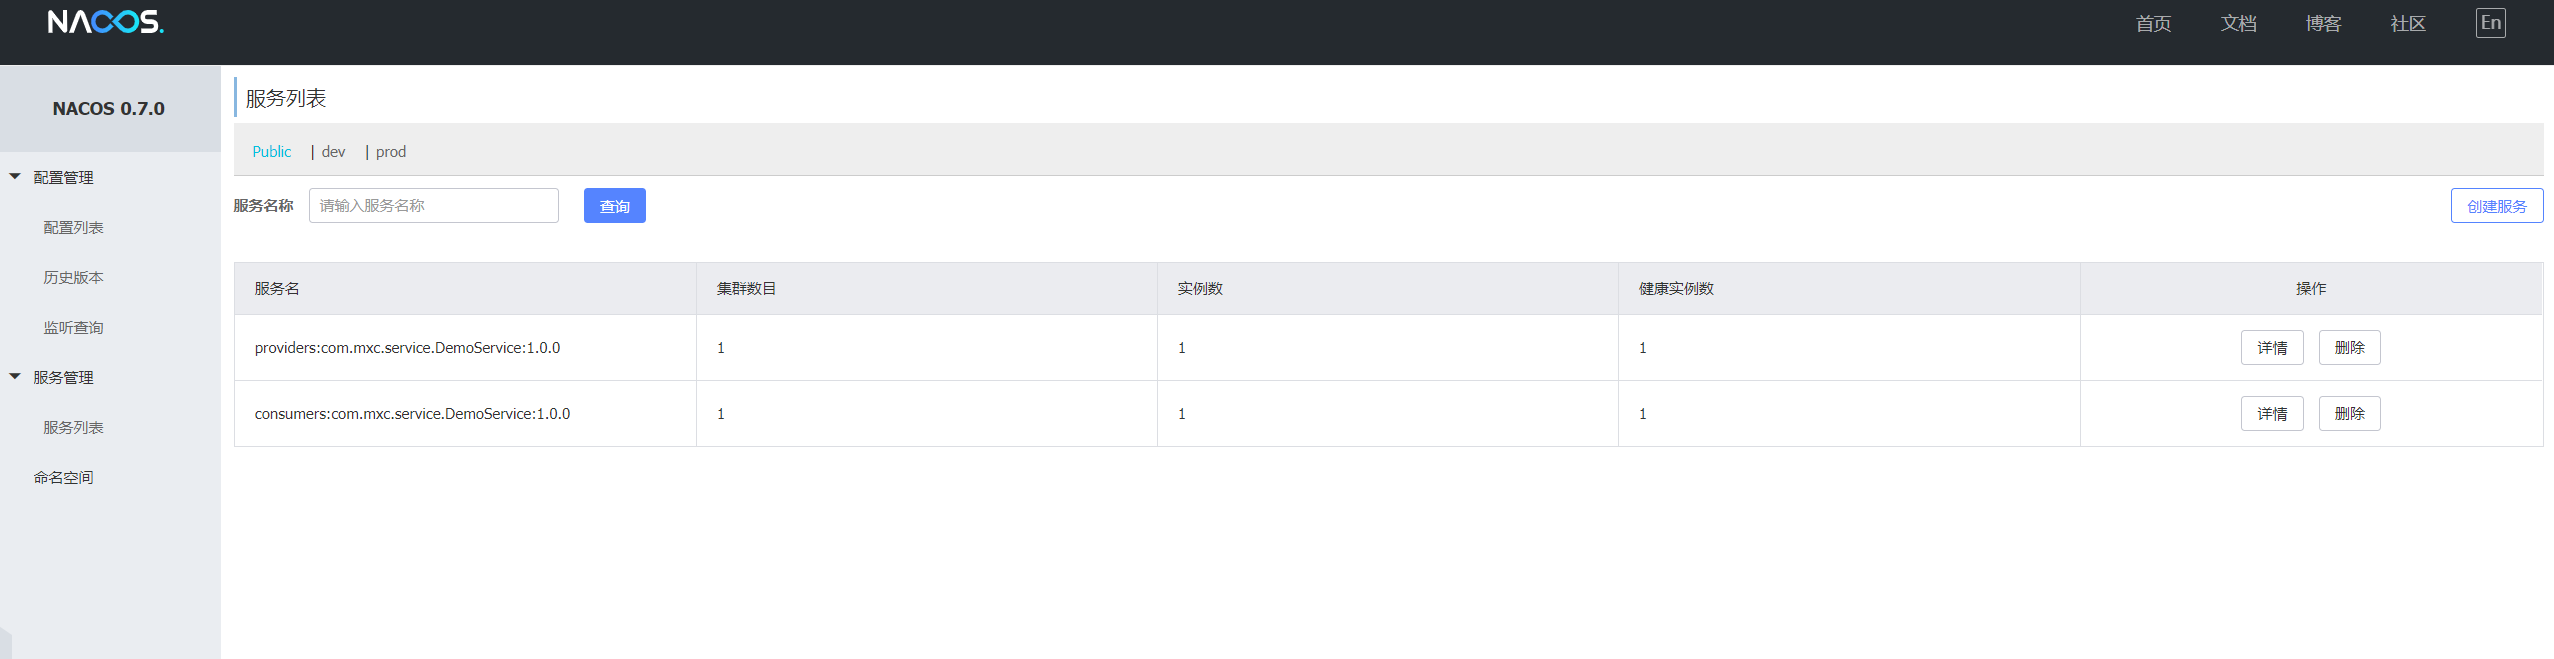 NACOS.
首页 文档 博客 社区 En
NACOS 0.7.0
配置管理
配置列表
历史版本
监听查询
服务管理
服务列表
命名空间
服务列表
Public | dev | prod
服务名称 请输入服务名称 查询 创建服务
服务名 集群数目 实例数 健康实例数 操作
providers:com.mxc.service.DemoService:1.0.0 1 1 1 详情 删除
consumers:com.mxc.service.DemoService:1.0.0 1 1 1 详情 删除